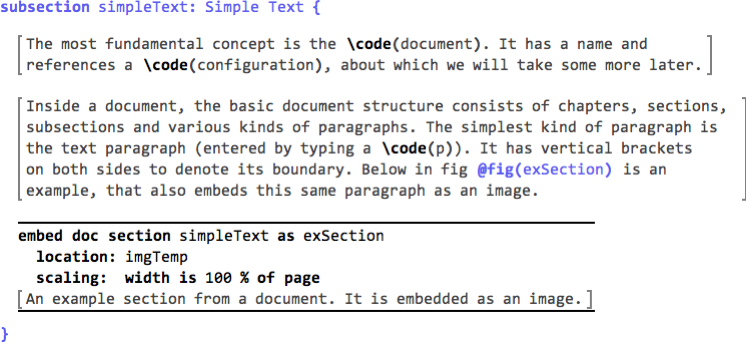 subsection simpleText: Simple Text {
[The most fundamental concept is the \code(document). It has a name and
references a \code(configuration), about which we will take some more later.]
[Inside a document, the basic document structure consists of chapters, sections,
subsections and various kinds of paragraphs. The simplest kind of paragraph is
the text paragraph (entered by typing a \code(p)). It has vertical brackets
on both sides to denote its boundary. Below in fig @fig(exSection) is an
example, that also embeds this same paragraph as an image.]
embed doc section simpleText as exSection
location: imgTemp
scaling: width is 100 % of page
[An example section from a document. It is embedded as an image.]
}